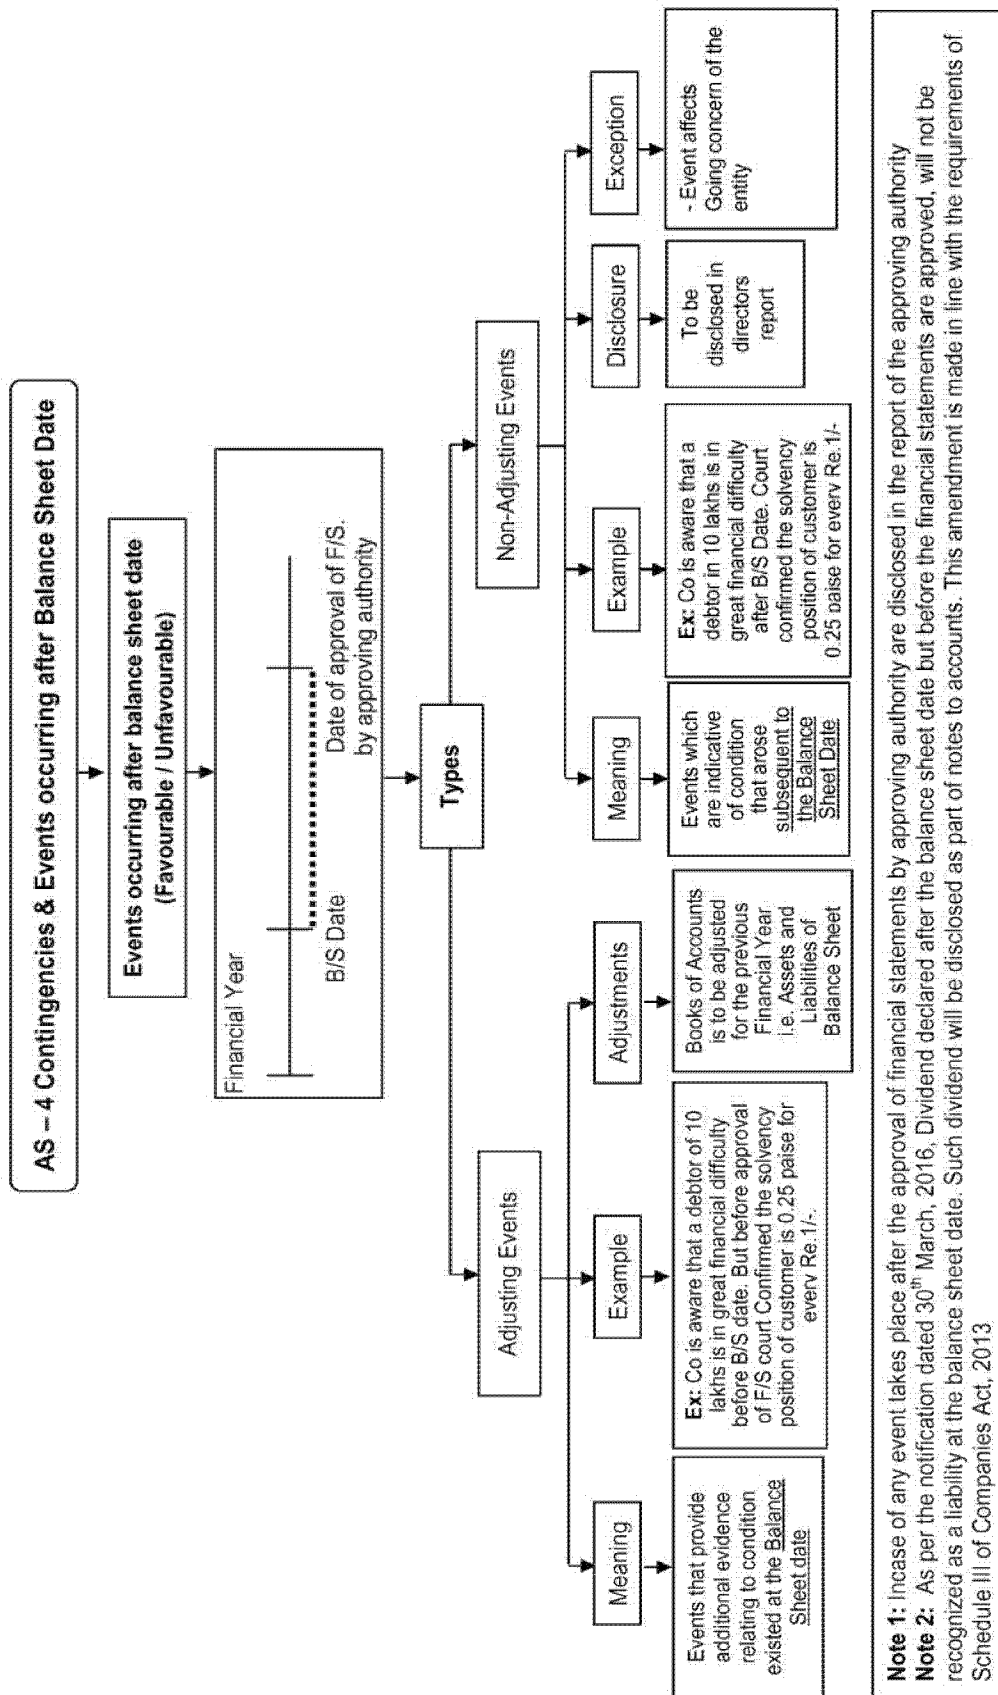 AS – 4 Contingencies & Events occurring after Balance Sheet Date
Events occurring after balance sheet date
(Favourable / Unfavourable)
Financial Year
B/S Date
Date of approval of F/S.
by approving authority
Types
Adjusting Events
Non-Adjusting Events
Meaning
Example
Adjustments
Meaning
Example
Disclosure
Exception
Events that provide
additional evidence
relating to condition
existed at the Balance
Sheet date
Ex: Co is aware that a debtor of 10
lakhs is in great financial difficulty
before B/S date. But before approval
of F/S court Confirmed the solvency
position of customer is 0.25 paise for
every Re.1/-.
Books of Accounts
is to be adjusted
for the previous
Financial Year
i.e. Assets and
Liabilities of
Balance Sheet
Events which
are indicative
of condition
that arose
subsequent to
the Balance
Sheet Date
Ex: Co is aware that a
debtor in 10 lakhs is in
great financial difficulty
after B/S Date. Court
confirmed the solvency
position of customer is
0.25 paise for every Re.1/-
To be
disclosed in
directors
report
- Event affects
Going concern of the
entity
Note 1: Incase of any event takes place after the approval of financial statements by approving authority are disclosed in the report of the approving authority
Note 2: As per the notification dated 30th March, 2016, Dividend declared after the balance sheet date but before the financial statements are approved, will not be
recognized as a liability at the balance sheet date. Such dividend will be disclosed as part of notes to accounts. This amendment is made in line with the requirements of
Schedule III of Companies Act, 2013